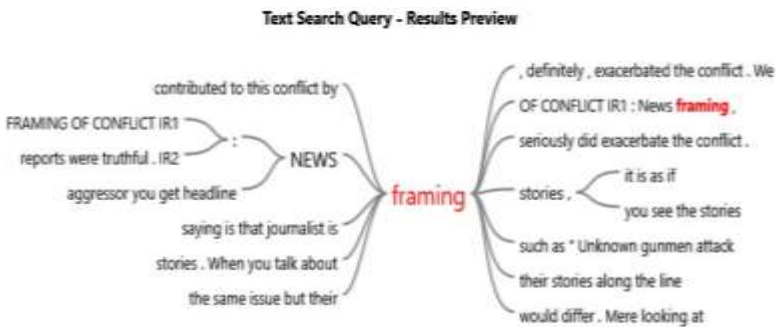 Text Search Query - Results Preview
contributed to this conflict by
FRAMING OF CONFLICT IR1
reports were truthful . IR2
:
NEWS
aggressor you get headline
saying is that journalist is
stories . When you talk about
the same issue but their
framing
, definitely , exacerbated the conflict . We
OF CONFLICT IR1 : News framing ,
seriously did exacerbate the conflict .
stories ,
it is as if
you see the stories
such as " Unknown gunmen attack
their stories along the line
would differ . Mere looking at